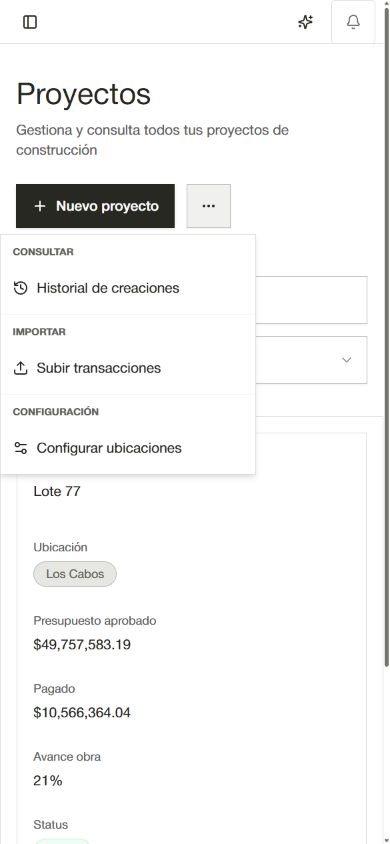 Proyectos
Gestiona y consulta todos tus proyectos de
construcción
+ Nuevo proyecto
...
CONSULTAR
Historial de creaciones
IMPORTAR
Subir transacciones
CONFIGURACIÓN
Configurar ubicaciones
Lote 77
Ubicación
Los Cabos
Presupuesto aprobado
$49,757,583.19
Pagado
$10,566,364.04
Avance obra
21%
Status